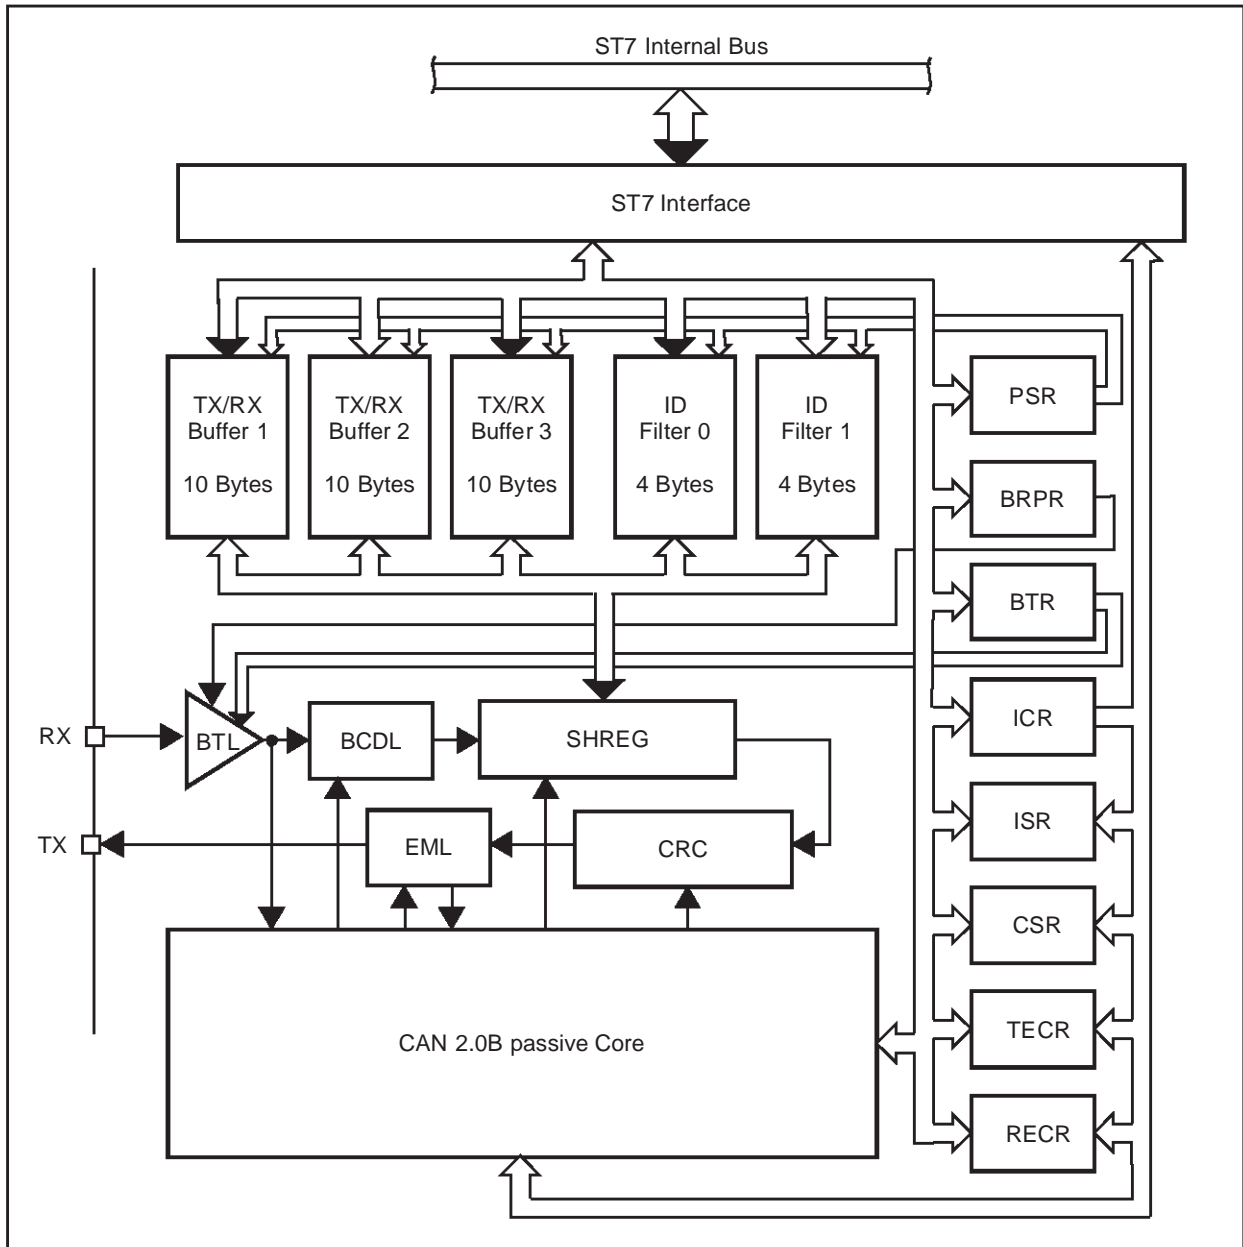 ST7 Internal Bus
ST7 Interface
TX/RX
Buffer 1
10 Bytes
TX/RX
Buffer 2
10 Bytes
TX/RX
Buffer 3
10 Bytes
ID
Filter 0
4 Bytes
ID
Filter 1
4 Bytes
PSR
BRPR
BTR
ICR
ISR
CSR
TECR
RECR
RX
BTL
BCDL
SHREG
TX
EML
CRC
CAN 2.0B passive Core